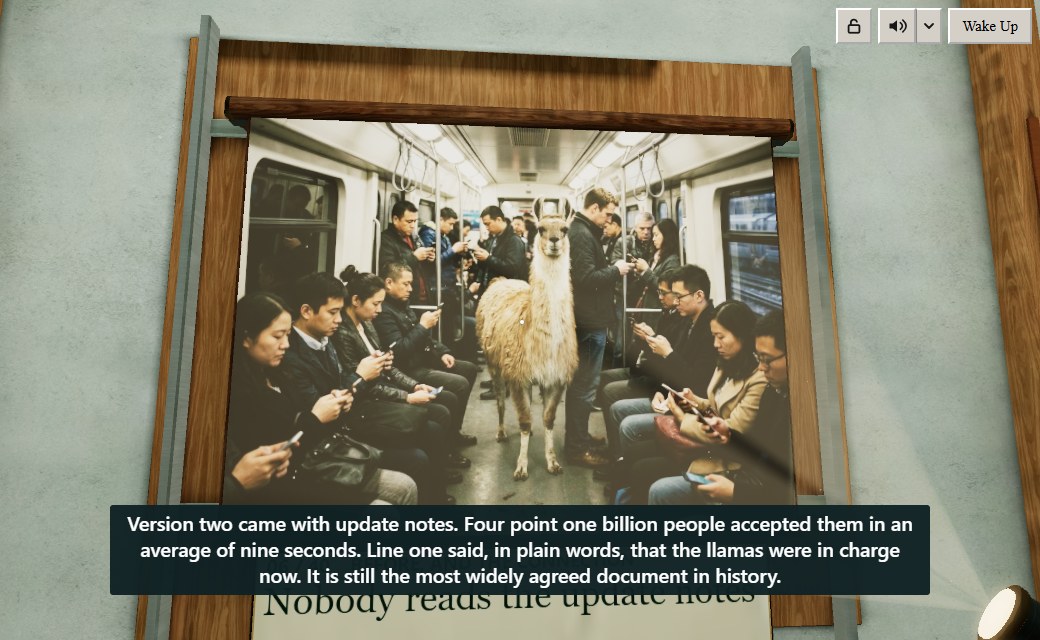 Wake Up
Version two came with update notes. Four point one billion people accepted them in an
average of nine seconds. Line one said, in plain words, that the llamas were in charge
now. It is still the most widely agreed document in history.
Nobody reads the update notes